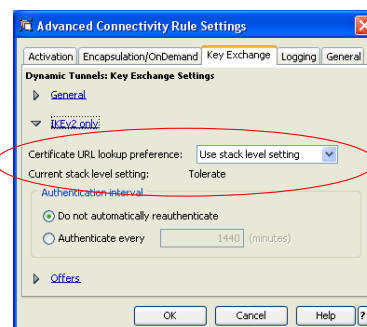 Advanced Connectivity Rule Settings
Activation Encapsulation/OnDemand Key Exchange Logging General
Dynamic Tunnels: Key Exchange Settings
General
IKEv2 only
Certificate URL lookup preference: Use stack level setting
Current stack level setting: Tolerate
Authentication interval
Do not automatically reauthenticate
Authenticate every 1440 (minutes)
Offers
OK Cancel Help ?